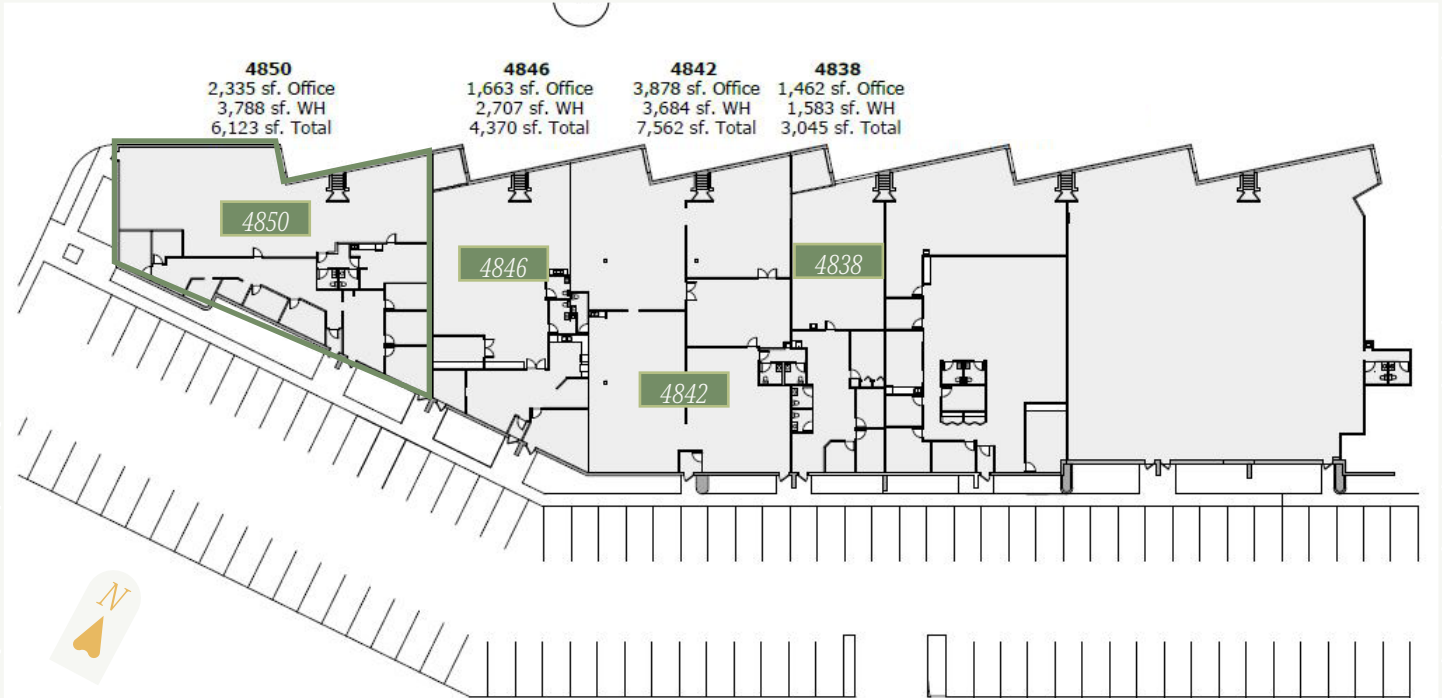 4850
2,335 sf. Office
3,788 sf. WH
6,123 sf. Total
4846
1,663 sf. Office
2,707 sf. WH
4,370 sf. Total
4842
3,878 sf. Office
3,684 sf. WH
7,562 sf. Total
4838
1,462 sf. Office
1,583 sf. WH
3,045 sf. Total
4850
4846
4838
4842
N